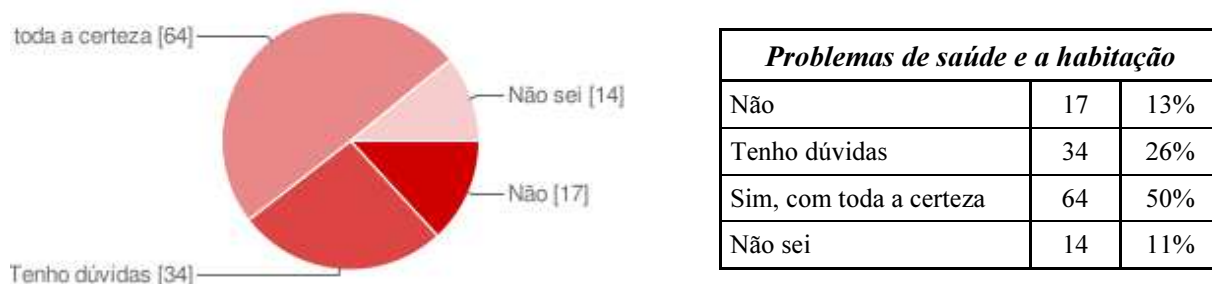 toda a certeza [64]
Não sei [14]
Não [17]
Tenho dúvidas [34]
Problemas de saúde e a habitação
Não 17 13%
Tenho dúvidas 34 26%
Sim, com toda a certeza 64 50%
Não sei 14 11%